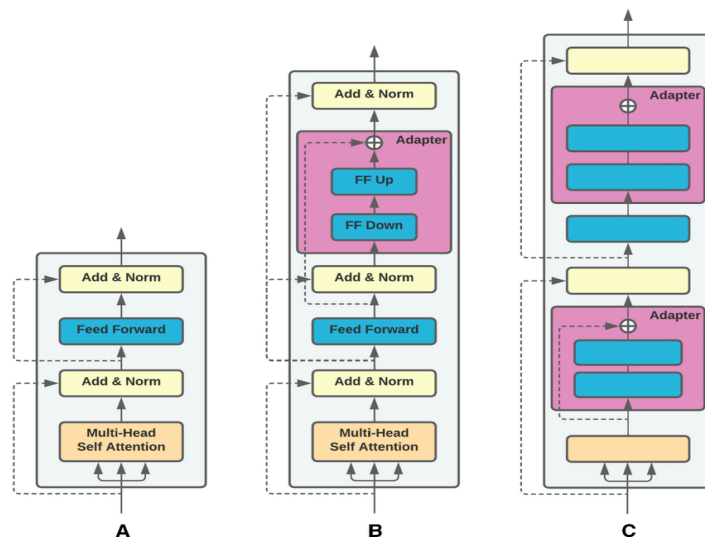 Add & Norm
Feed Forward
Add & Norm
Multi-Head
Self Attention
A
Add & Norm
Adapter
FF Up
FF Down
Add & Norm
Feed Forward
Add & Norm
Multi-Head
Self Attention
B
Adapter
Adapter
C